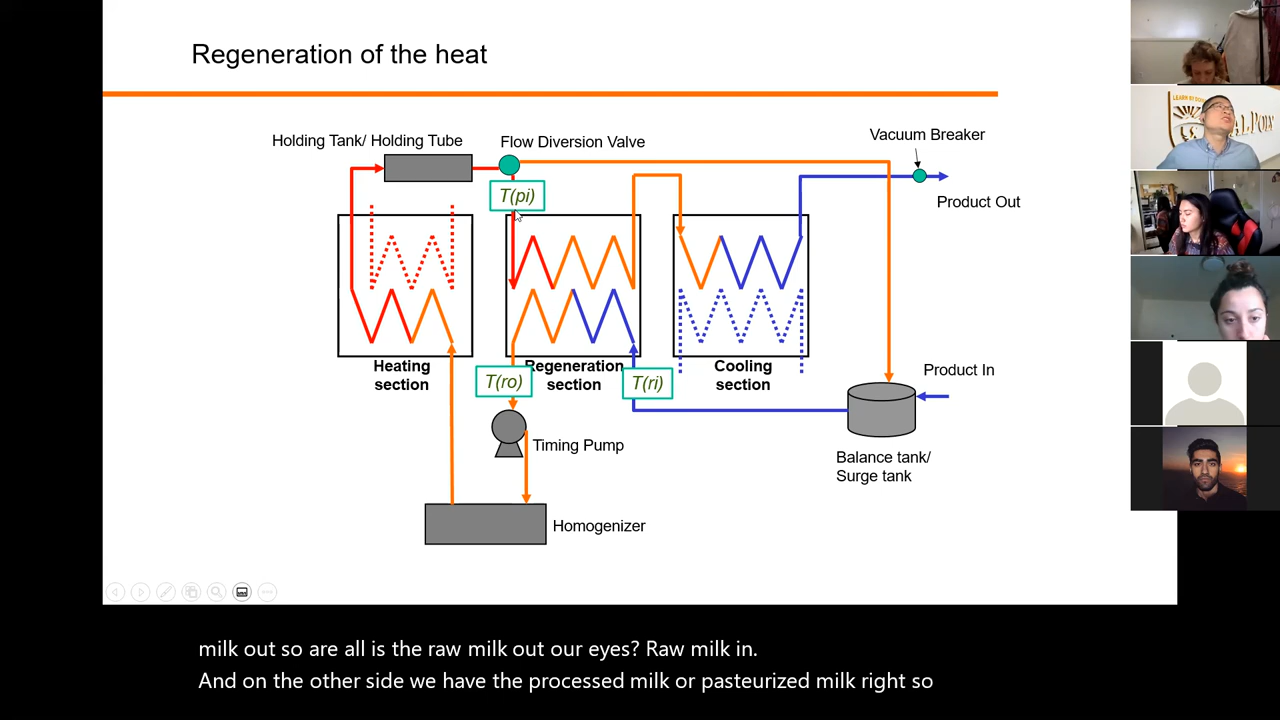 Regeneration of the heat
Holding Tank/ Holding Tube
Flow Diversion Valve
Vacuum Breaker
T(pi)
Product Out
Heating
section
Regeneration
section
Cooling
section
T(ro)
T(ri)
Product In
Timing Pump
Balance tank/
Surge tank
Homogenizer
milk out so are all is the raw milk out our eyes? Raw milk in.
And on the other side we have the processed milk or pasteurized milk right so